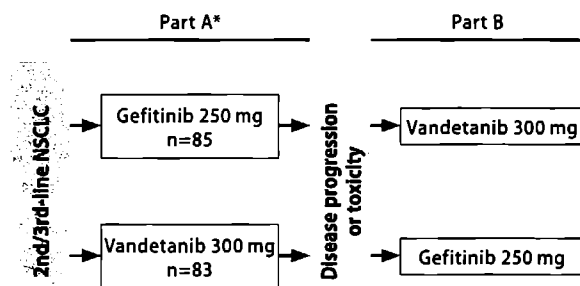 Part A*
Part B
2nd/3rd-line NSCLC
Gefitinib 250 mg
n=85
Vandetanib 300 mg
n=83
Disease progression
or toxicity
Vandetanib 300 mg
Gefitinib 250 mg